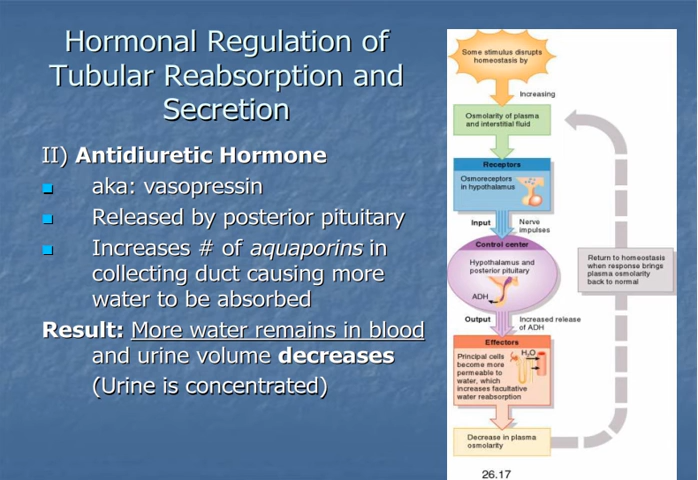 Hormonal Regulation of
Tubular Reabsorption and
Secretion
II) Antidiuretic Hormone
aka: vasopressin
Released by posterior pituitary
Increases # of aquaporins in
collecting duct causing more
water to be absorbed
Result: More water remains in blood
and urine volume decreases
(Urine is concentrated)
Some stimulus disrupts
homeostasis by
Increasing
Osmolarity of plasma
and interstitial fluid
Receptors
Osmoreceptors
in hypothalamus
Input
Nerve
impulses
Control center
Hypothalamus and
posterior pituitary
ADH
Output
Increased release
of ADH
Effectors
Principal cells
become more
permeable to
water, which
increases facultative
water reabsorption
H₂O
Decrease in plasma
osmolarity
Return to homeostasis
when response brings
plasma osmolarity
back to normal
26.17